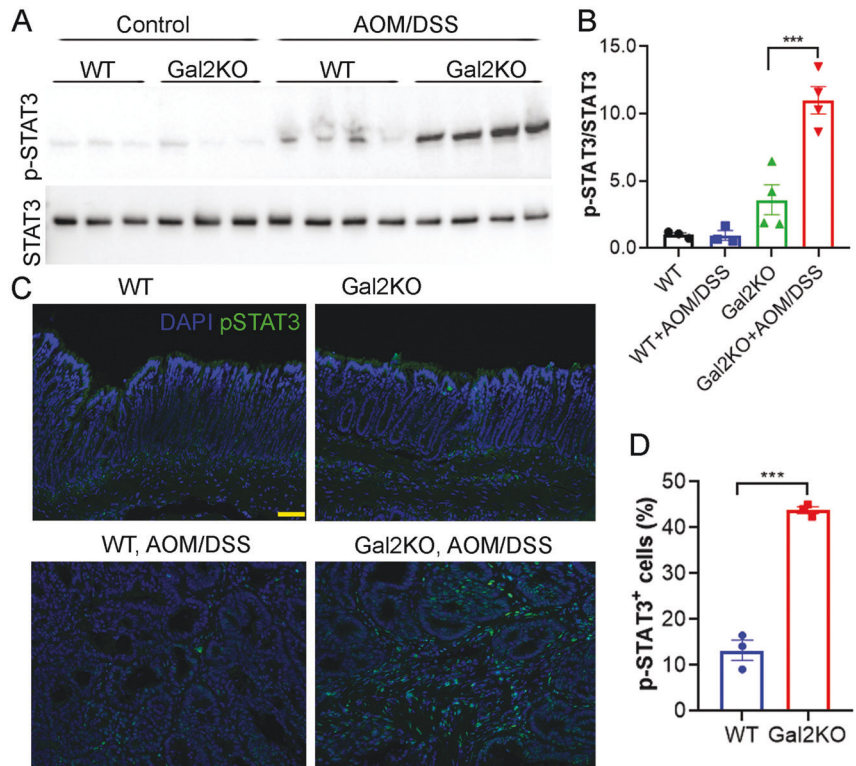 A
Control
AOM/DSS
WT
Gal2KO
WT
Gal2KO
p-STAT3
STAT3
B
***
p-STAT3/STAT3
15.0
10.0
5.0
0.0
WT
WT+AOM/DSS
Gal2KO
Gal2KO+AOM/DSS
C
WT
Gal2KO
DAPI pSTAT3
WT, AOM/DSS
Gal2KO, AOM/DSS
D
***
p-STAT3+ cells (%)
50
40
30
20
10
0
WT
Gal2KO